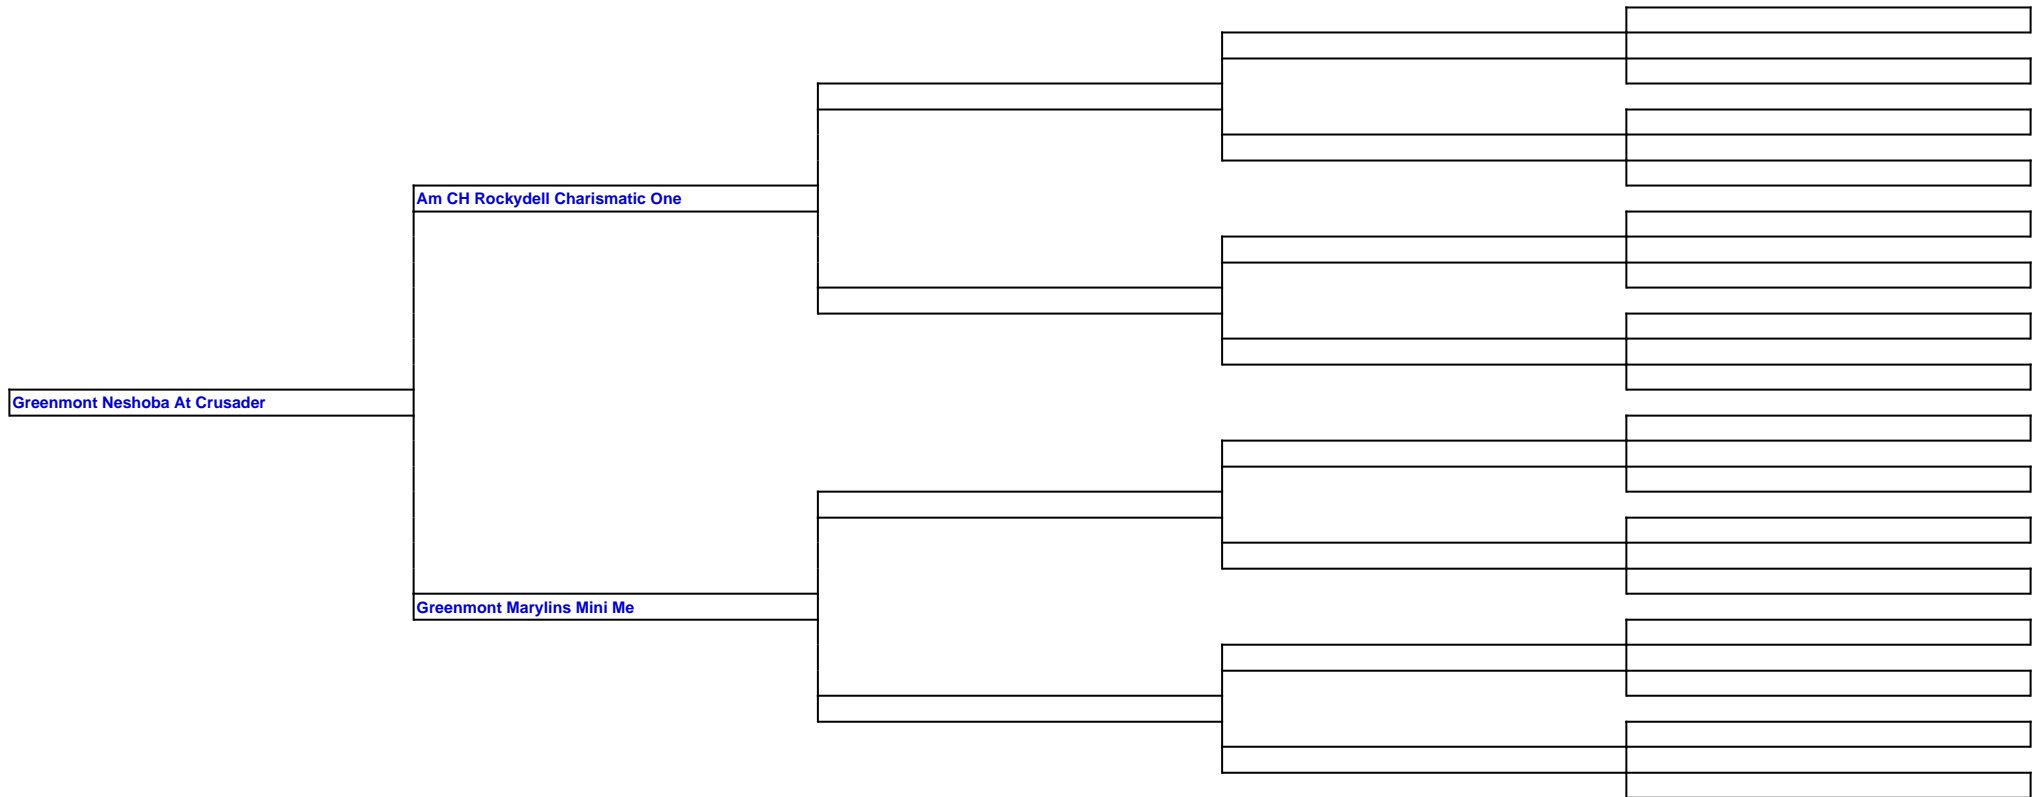 Am CH Rockydell Charismatic One
Greenmont Neshoba At Crusader
Greenmont Marylins Mini Me